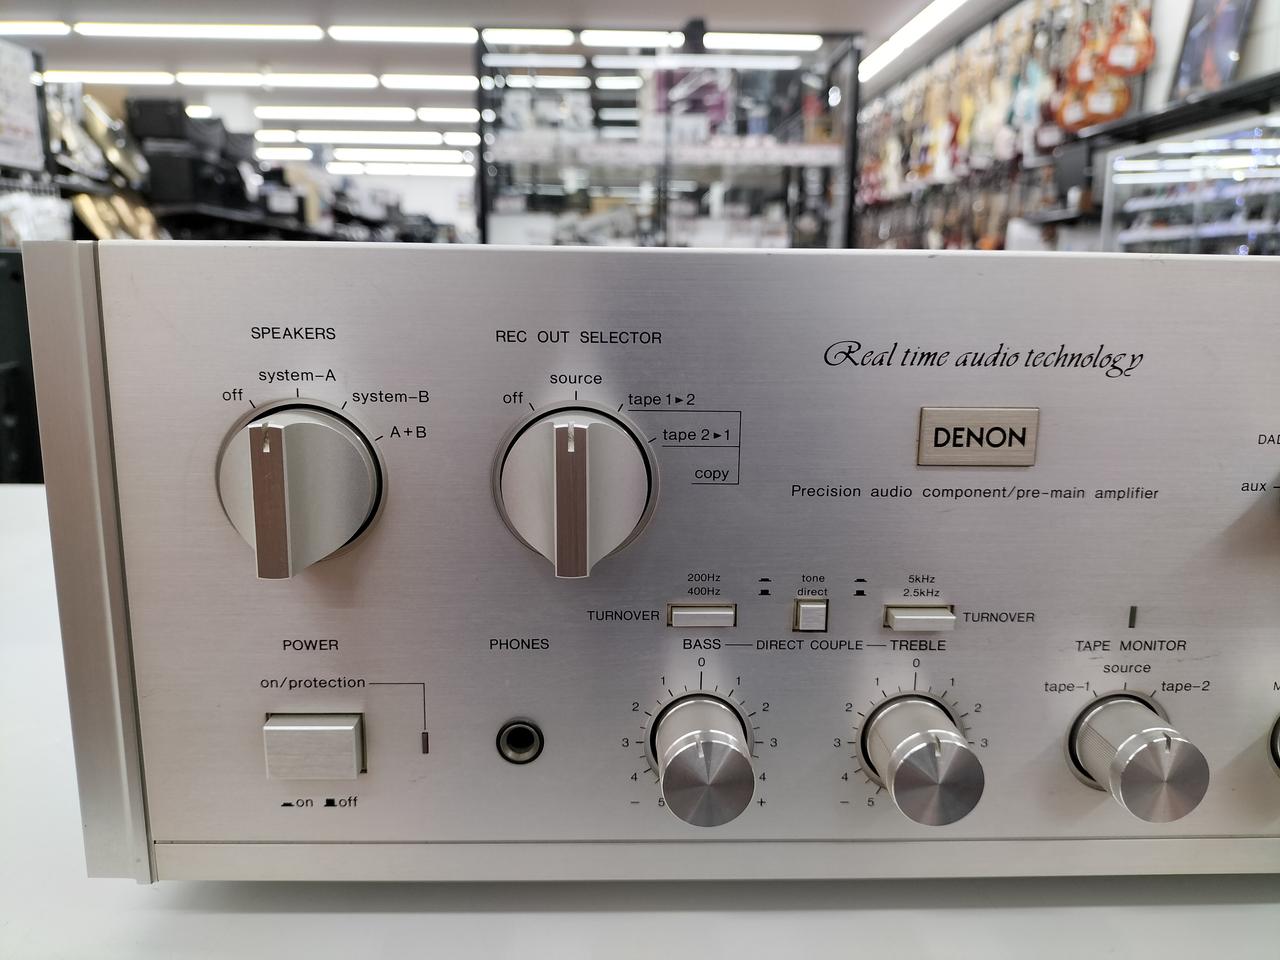 SPEAKERS
off
system-A
system-B
A+B
REC OUT SELECTOR
off
source
tape 1▶2
tape 2▶1
copy
Real time audio technology
DENON
Precision audio component/pre-main amplifier
aux
POWER
on/protection
on
off
PHONES
TURNOVER
200Hz
400Hz
tone
direct
5kHz
2.5kHz
TURNOVER
BASS
DIRECT COUPLE
TREBLE
0
1 1
2 2
3 3
4 4
- 5 +
0
1 1
2 2
3 3
4
- 5
TAPE MONITOR
source
tape-1
tape-2